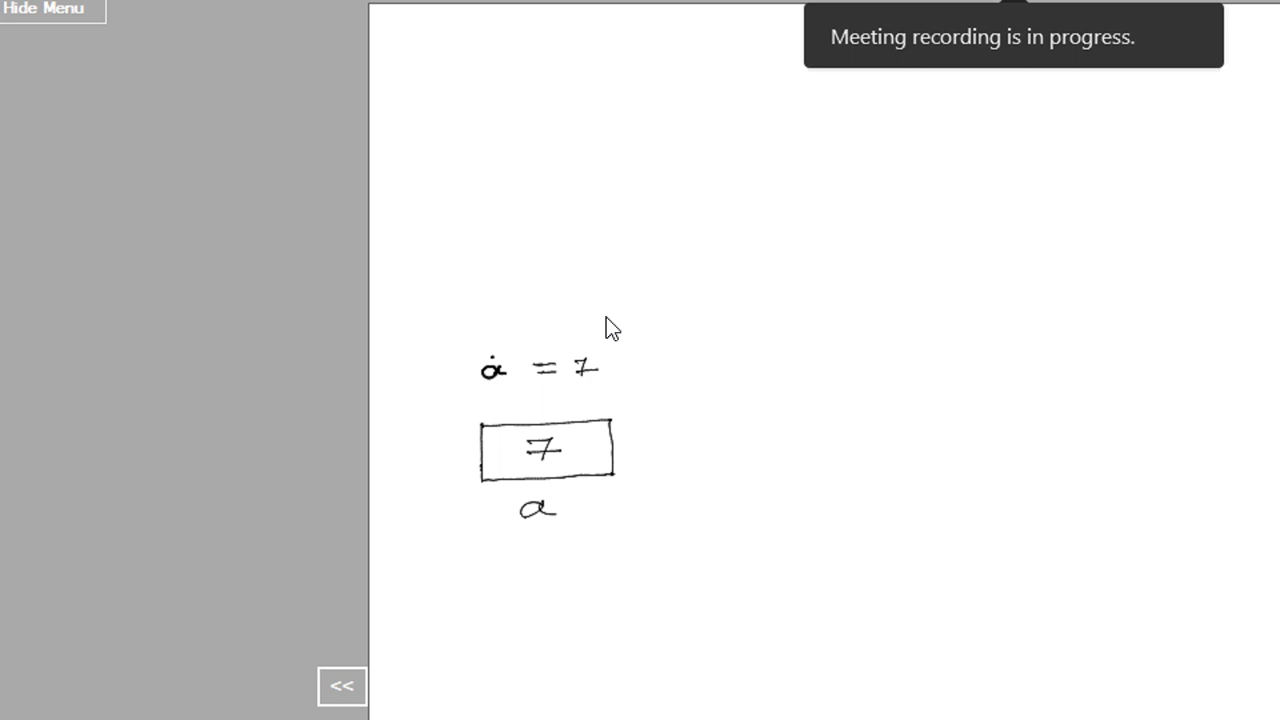 Hide Menu
Meeting recording is in progress.
a = 7
7
a
<<